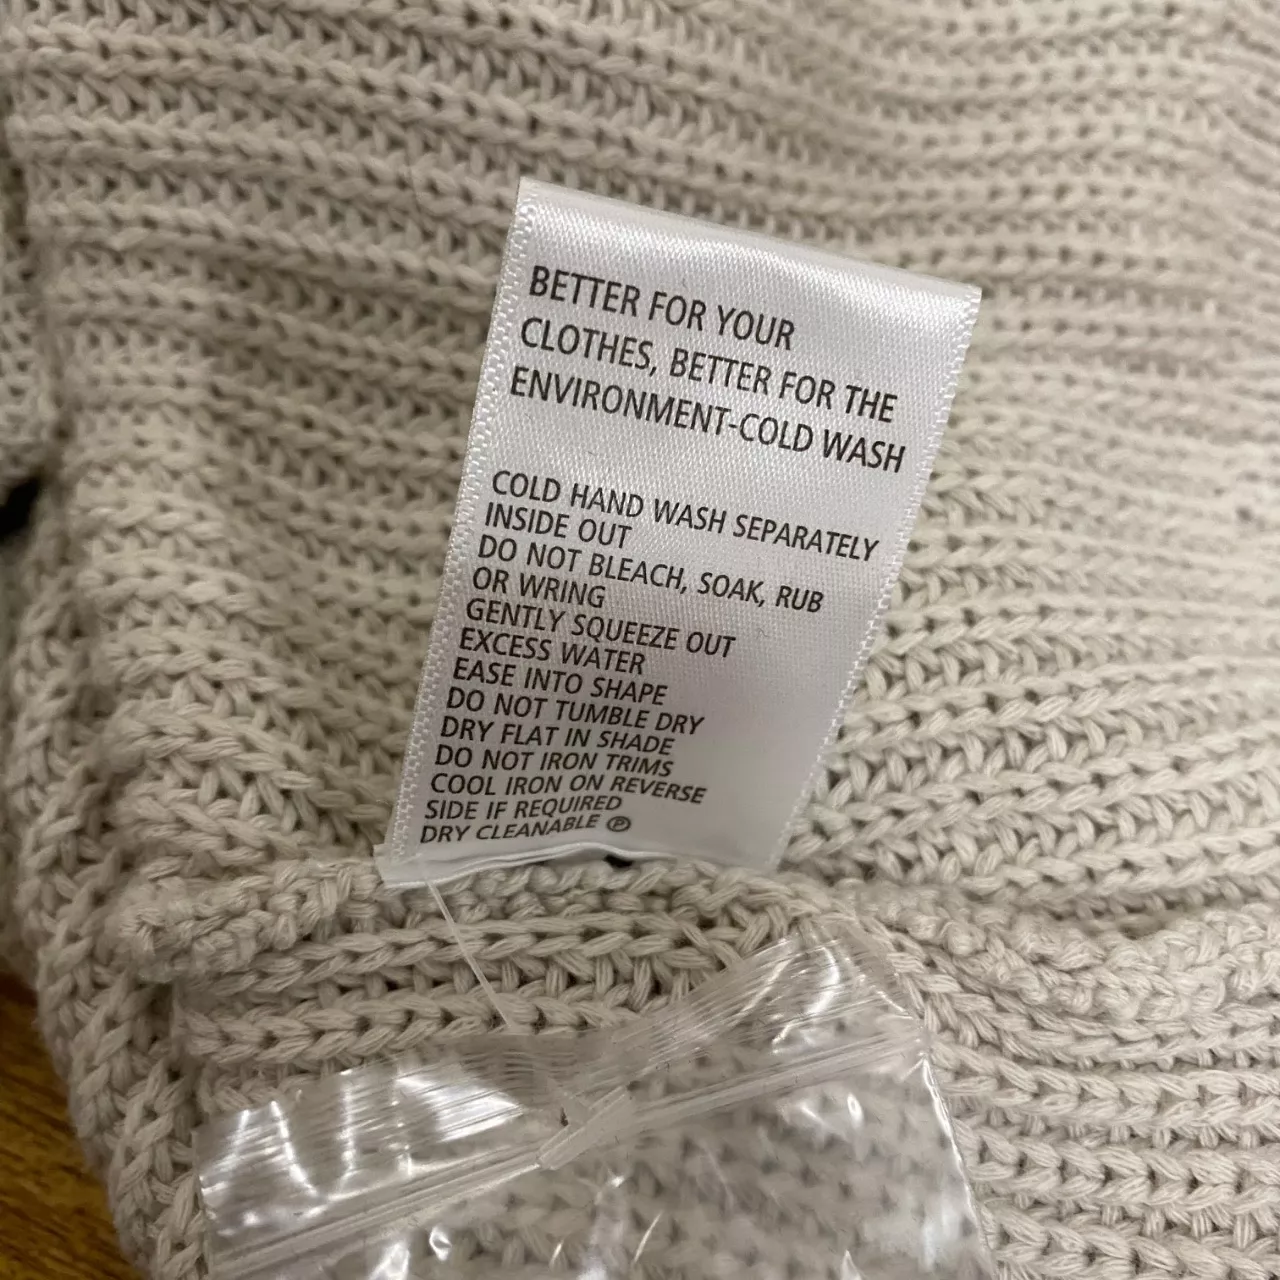 BETTER FOR YOUR
CLOTHES, BETTER FOR THE
ENVIRONMENT-COLD WASH
COLD HAND WASH SEPARATELY
INSIDE OUT
DO NOT BLEACH, SOAK, RUB
OR WRING
GENTLY SQUEEZE OUT
EXCESS WATER
EASE INTO SHAPE
DO NOT TUMBLE DRY
DRY FLAT IN SHADE
DO NOT IRON TRIMS
COOL IRON ON REVERSE
SIDE IF REQUIRED
DRY CLEANABLE Ⓟ